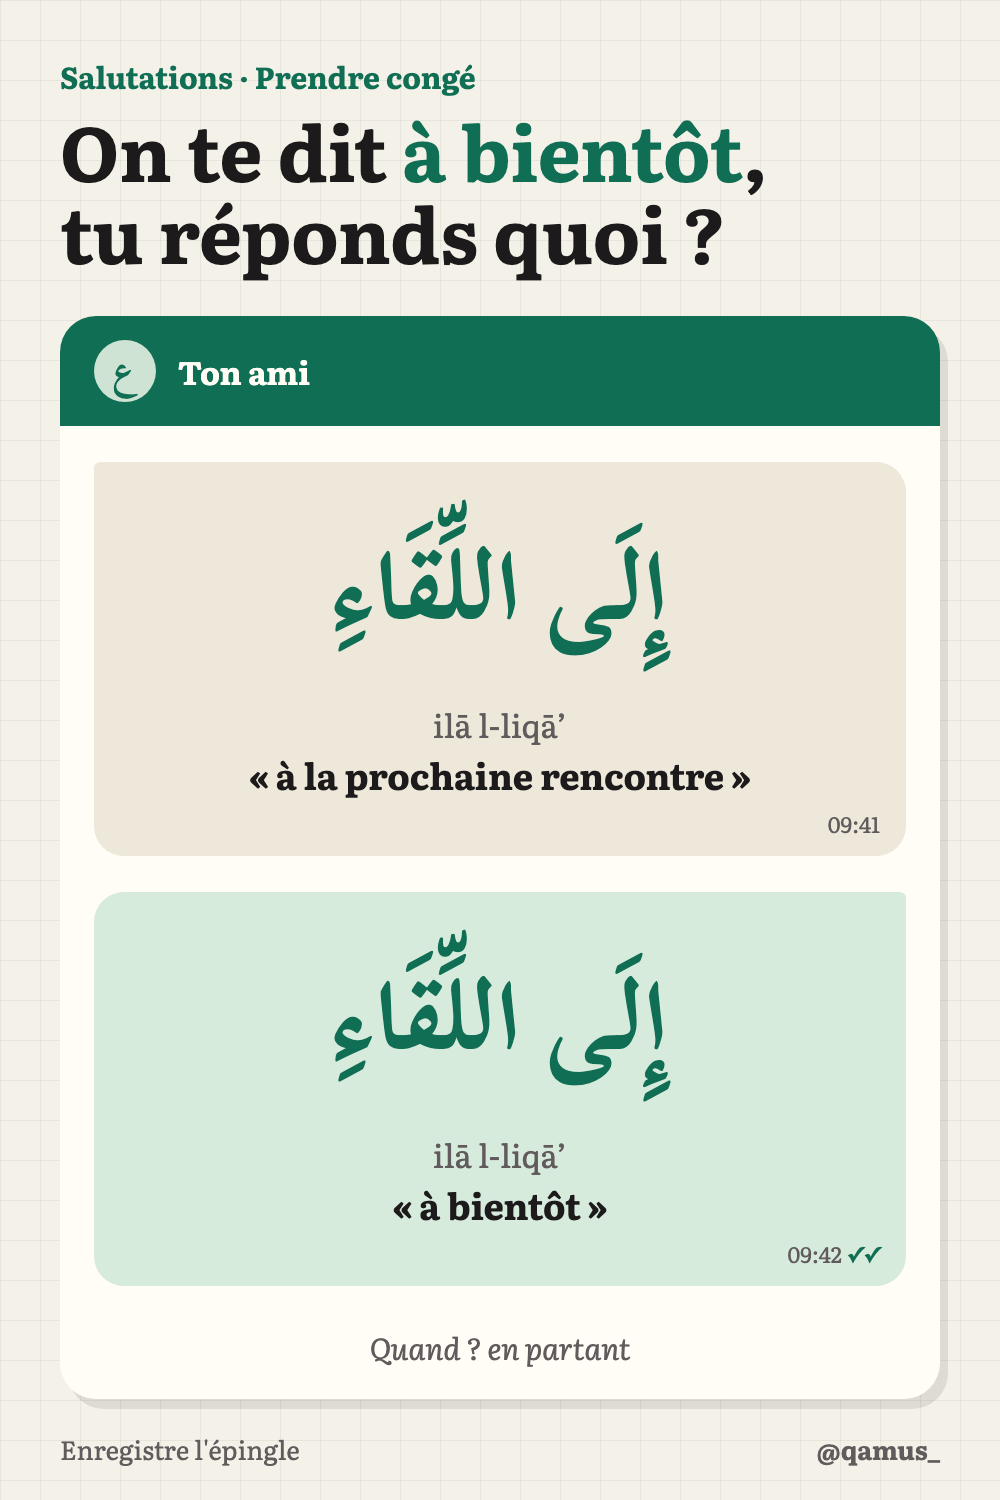 Salutations · Prendre congé
On te dit à bientôt,
tu réponds quoi ?
ع
Ton ami
إِلَى اللِّقَاءِ
ilā l-liqā’
« à la prochaine rencontre »
09:41
إِلَى اللِّقَاءِ
ilā l-liqā’
« à bientôt »
09:42 ✓✓
Quand ? en partant
Enregistre l'épingle
@qamus_